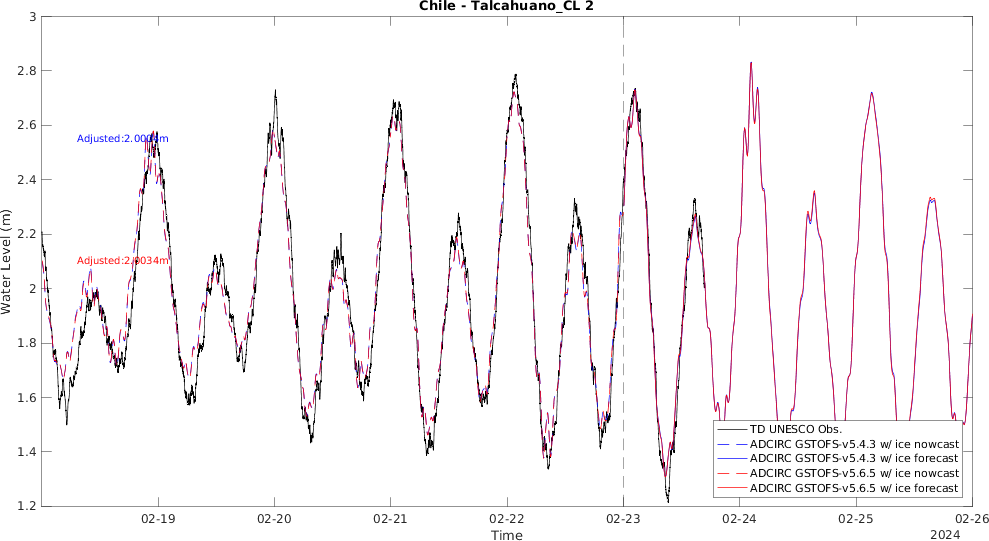 Chile - Talcahuano_CL 2
3
2.8
2.6
2.4
2.2
2
1.8
1.6
1.4
1.2
Water Level (m)
Adjusted:2.0008m
Adjusted:2.0034m
TD UNESCO Obs.
ADCIRC GSTOFS-v5.4.3 w/ ice nowcast
ADCIRC GSTOFS-v5.4.3 w/ ice forecast
ADCIRC GSTOFS-v5.6.5 w/ ice nowcast
ADCIRC GSTOFS-v5.6.5 w/ ice forecast
02-19
02-20
02-21
02-22
02-23
02-24
02-25
02-26
Time
2024